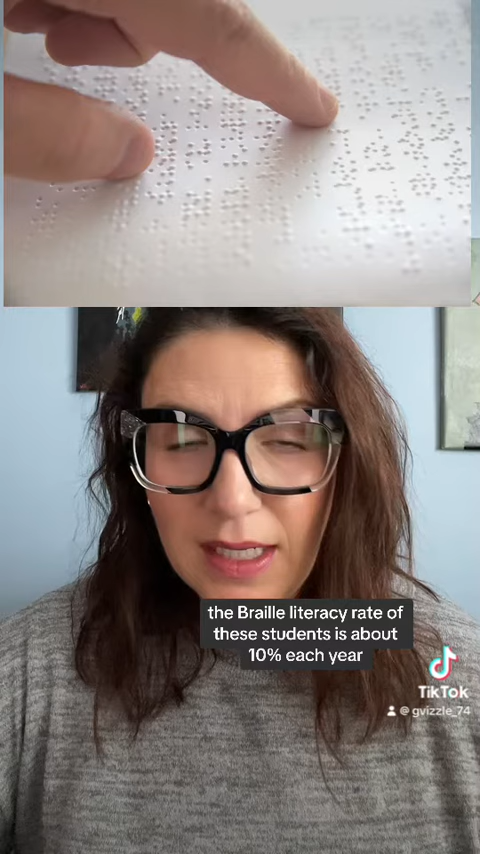 the Braille literacy rate of
these students is about
10% each year
TikTok
@ gvizzle_74